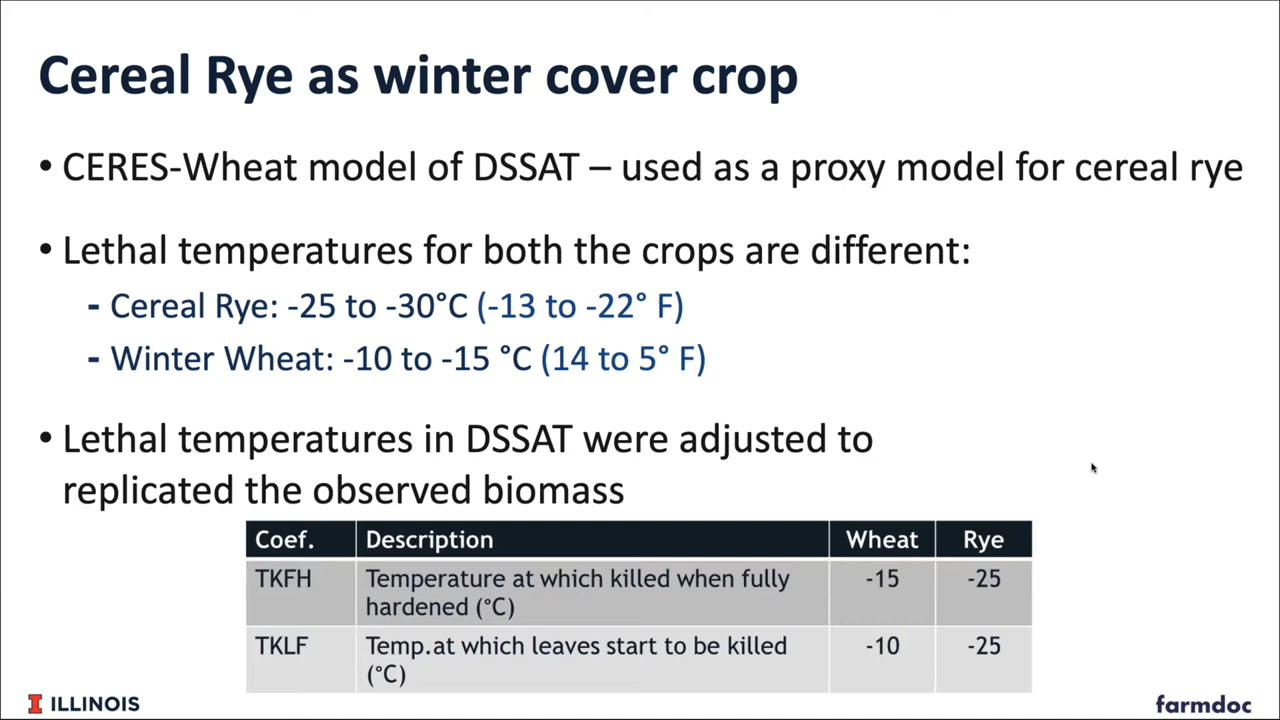 Cereal Rye as winter cover crop
• CERES-Wheat model of DSSAT – used as a proxy model for cereal rye
• Lethal temperatures for both the crops are different:
- Cereal Rye: -25 to -30°C (-13 to -22° F)
- Winter Wheat: -10 to -15 °C (14 to 5° F)
• Lethal temperatures in DSSAT were adjusted to
replicated the observed biomass
Coef. Description Wheat Rye
TKFH Temperature at which killed when fully -15 -25
hardened (°C)
TKLF Temp.at which leaves start to be killed -10 -25
(°C)
I ILLINOIS farmdoc